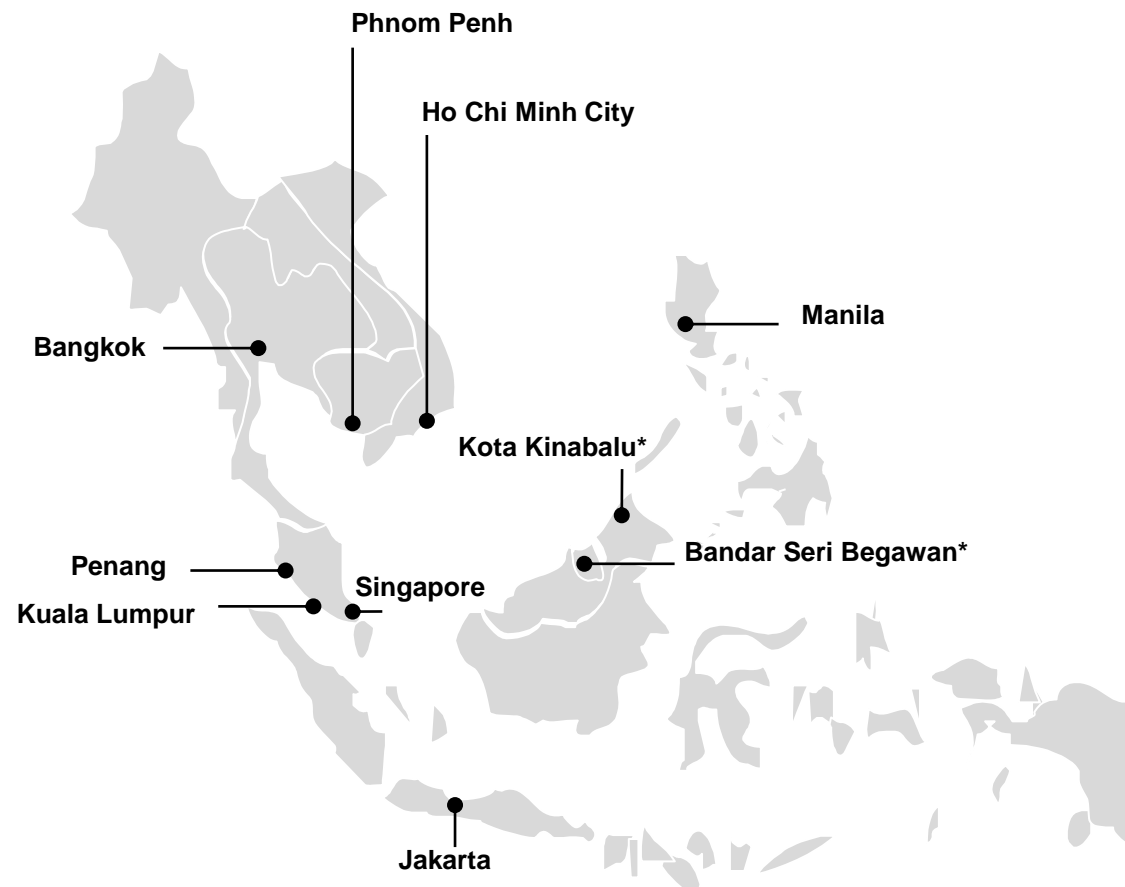 Phnom Penh
Ho Chi Minh City
Manila
Bangkok
Kota Kinabalu*
Bandar Seri Begawan*
Penang
Singapore
Kuala Lumpur
Jakarta